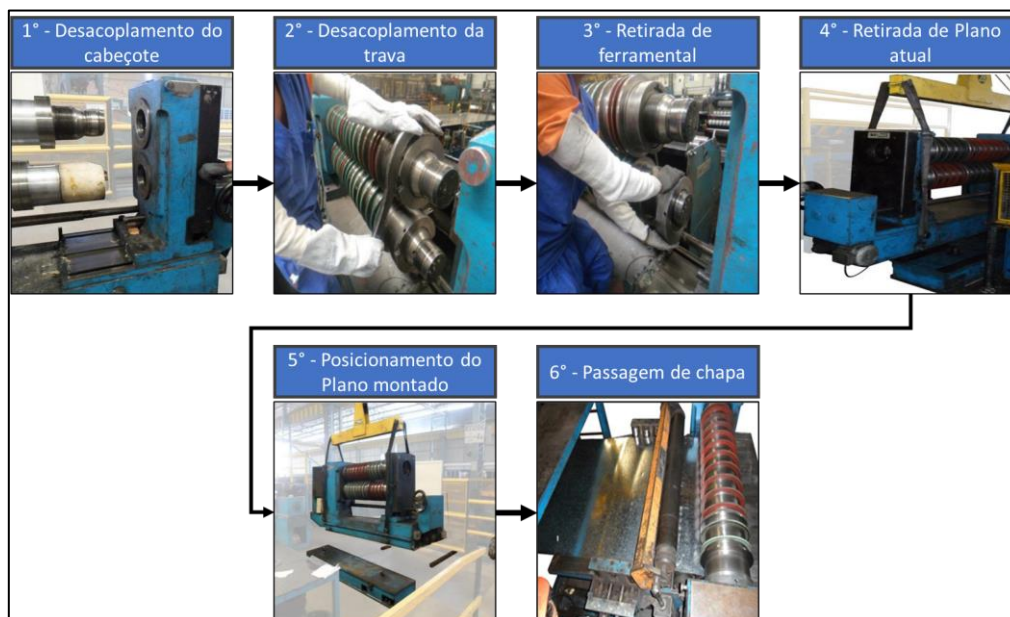 1° - Desacoplamento do
cabeçote
2° - Desacoplamento da
trava
3° - Retirada de
ferramental
4° - Retirada de Plano
atual
5° - Posicionamento do
Plano montado
6° - Passagem de chapa